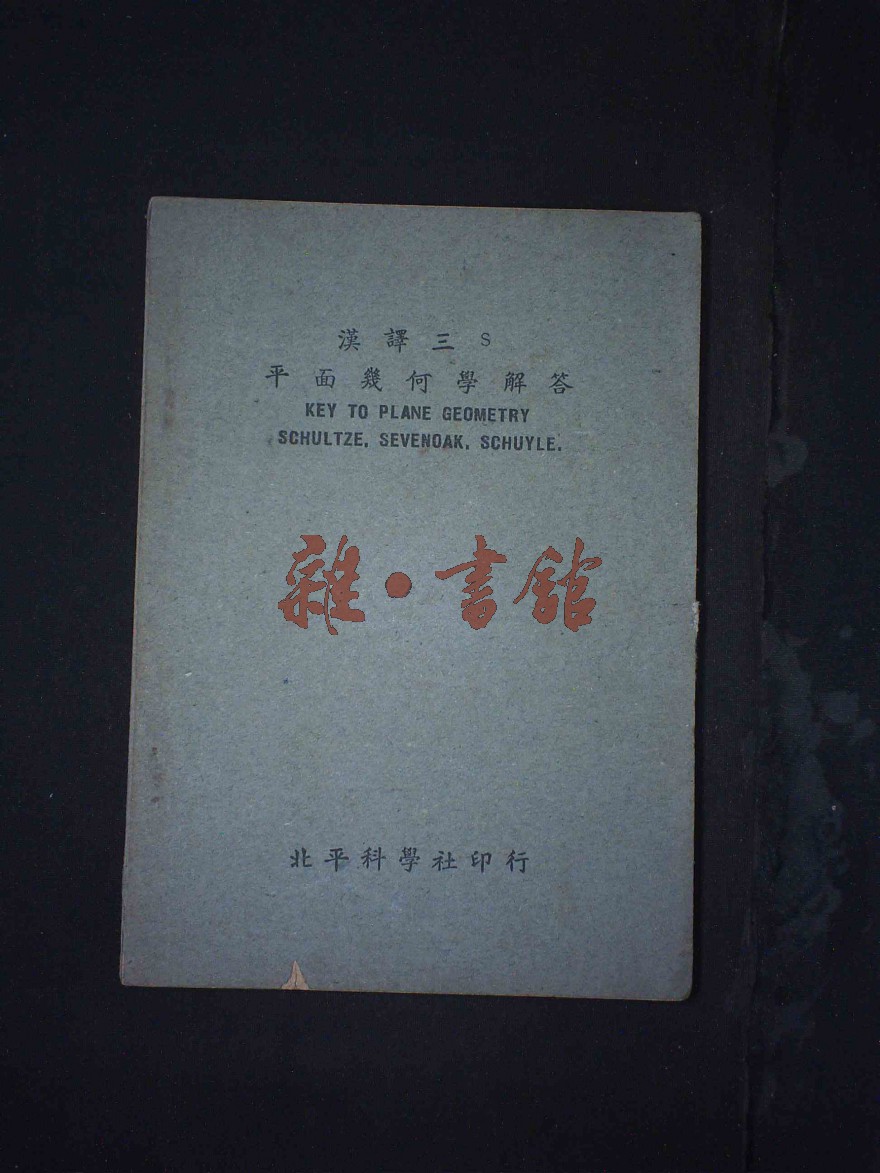 漢譯三S
平面幾何學解答
KEY TO PLANE GEOMETRY
SCHULTZE, SEVENOAK, SCHUYLE.
雜·書館
北平科學社印行